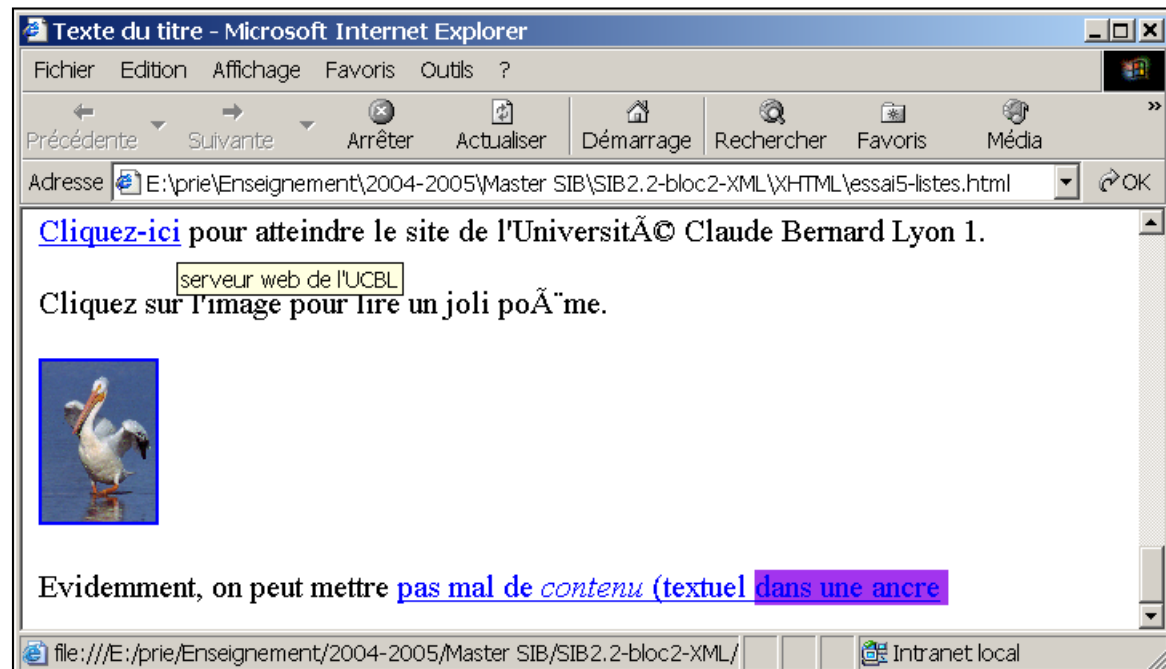 Texte du titre - Microsoft Internet Explorer
Fichier Edition Affichage Favoris Outils ?
Précédente Suivante Arrêter Actualiser Démarrage Rechercher Favoris Média »
Adresse E:\prie\Enseignement\2004-2005\Master SIB\SIB2.2-bloc2-XML\XHTML\essai5-listes.html OK
Cliquez-ici pour atteindre le site de l'UniversitÃ© Claude Bernard Lyon 1.
serveur web de l'UCBL
Cliquez sur l'image pour lire un joli poÃ¨me.
Evidemment, on peut mettre pas mal de contenu (textuel dans une ancre
file:///E:/prie/Enseignement/2004-2005/Master SIB/SIB2.2-bloc2-XML/ Intranet local